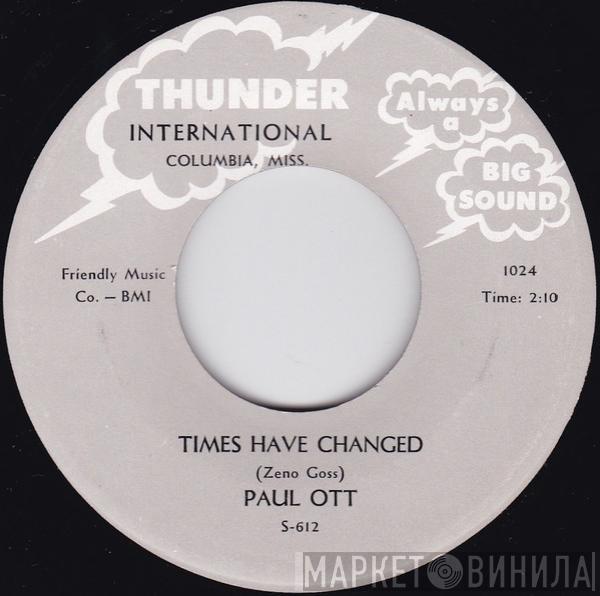 THUNDER
INTERNATIONAL
COLUMBIA, MISS.
Always
a
BIG
SOUND
Friendly Music
Co. – BMI
1024
Time: 2:10
TIMES HAVE CHANGED
(Zeno Goss)
PAUL OTT
S-612
МАРКЕТ ВИНИЛА